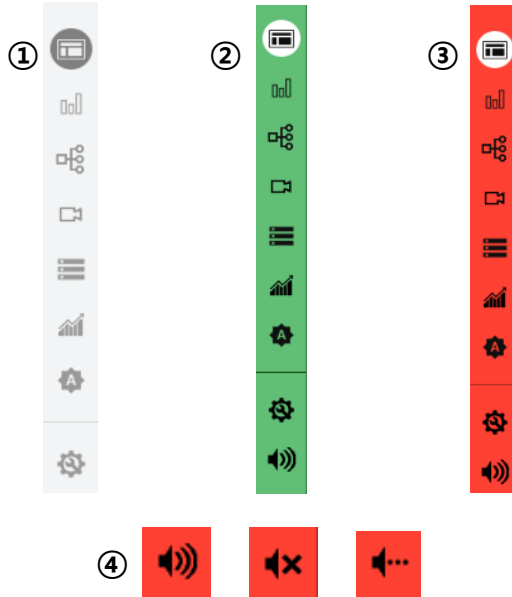 ① ② ③
A A A
④